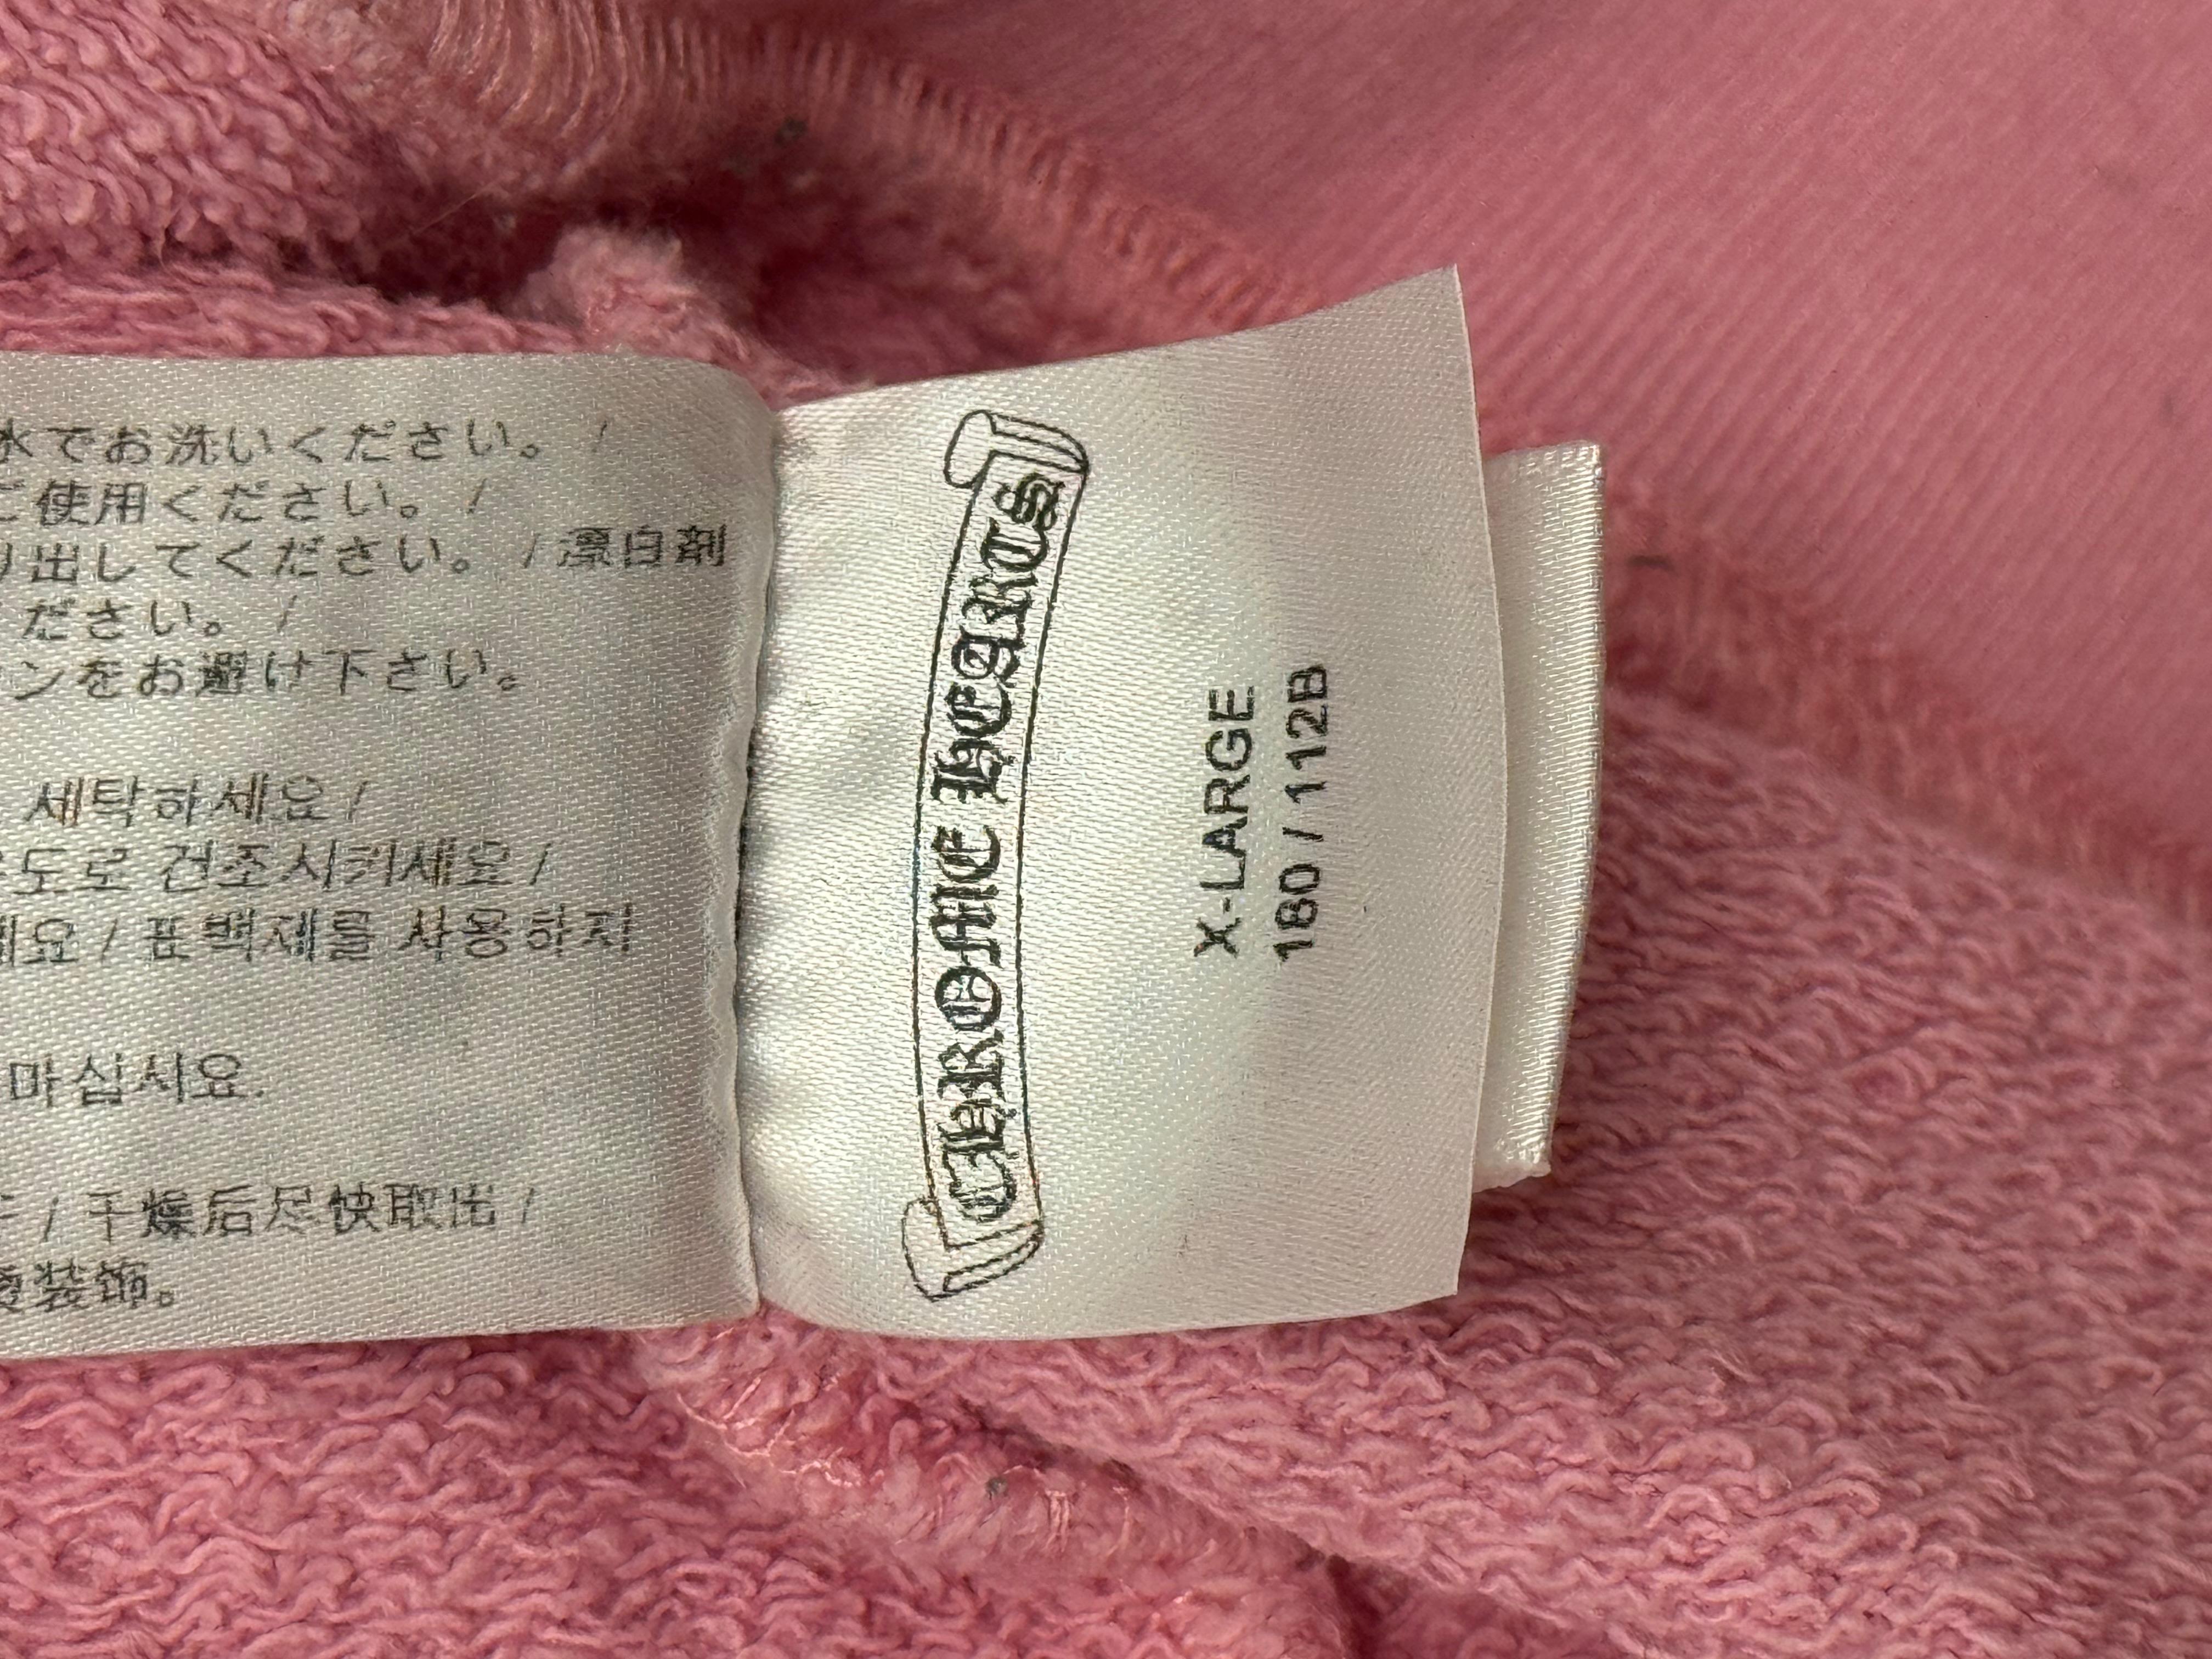 水でお洗いください。 /
ご使用ください。 /
り出してください。 / 漂白剤
ださい。 /
ンをお避け下さい。
세탁하세요 /
도로 건조시키세요 /
세요 / 표백제를 사용하지
마십시요.
/ 干燥后尽快取出 /
装饰。
CHROME HEARTS
X-LARGE
180 / 112B